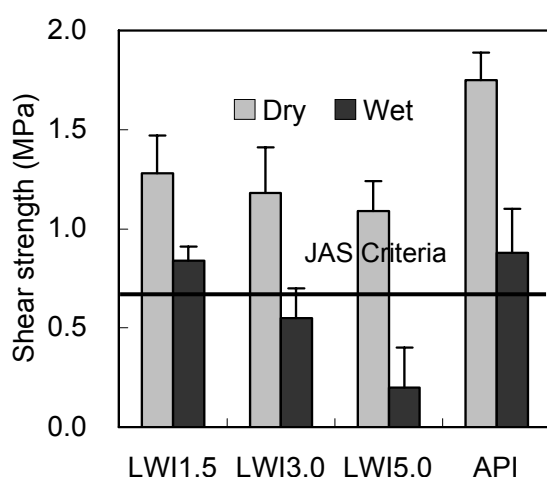 2.0
1.5
1.0
0.5
0.0
Shear strength (MPa)
Dry Wet
JAS Criteria
LWI1.5 LWI3.0 LWI5.0 API